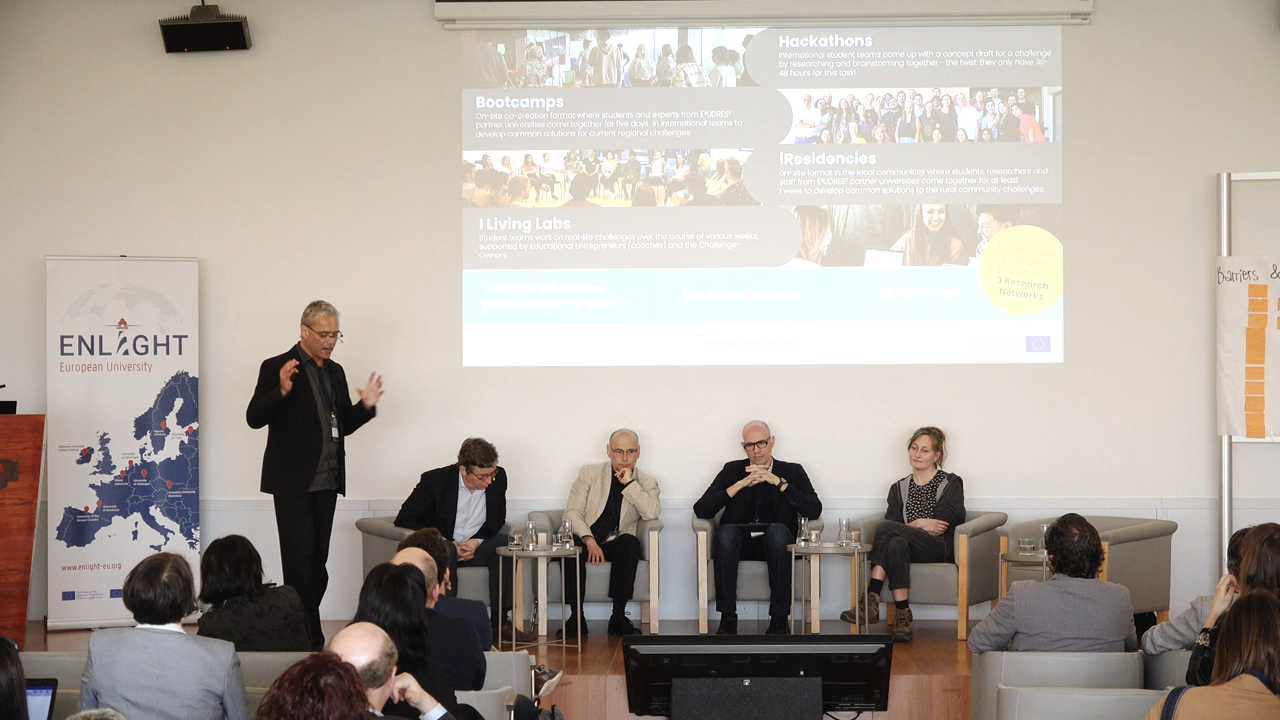 Hackathons
International student teams come up with a concept draft for a challenge
by researching and brainstorming together - the twist: they only have 36-
48 hours for this task!
Bootcamps
On-site co-creation format where students and experts from E³UDRES²
partner universities come together for five days. In international teams to
develop common solutions for current regional challenges
iResidencies
on-site format in the local communities where students, researchers and
staff from E³UDRES² partner universities come together for at least
1 week to develop common solutions to the rural community challenges.
I Living Labs
Student teams work on real-life challenges over the course of various weeks,
supported by Educational Entrepreneurs (coaches) and the Challenge-
Owners
3 Research
Networks
ENLIGHT
European University
www.enlight-eu.org
Barriers &